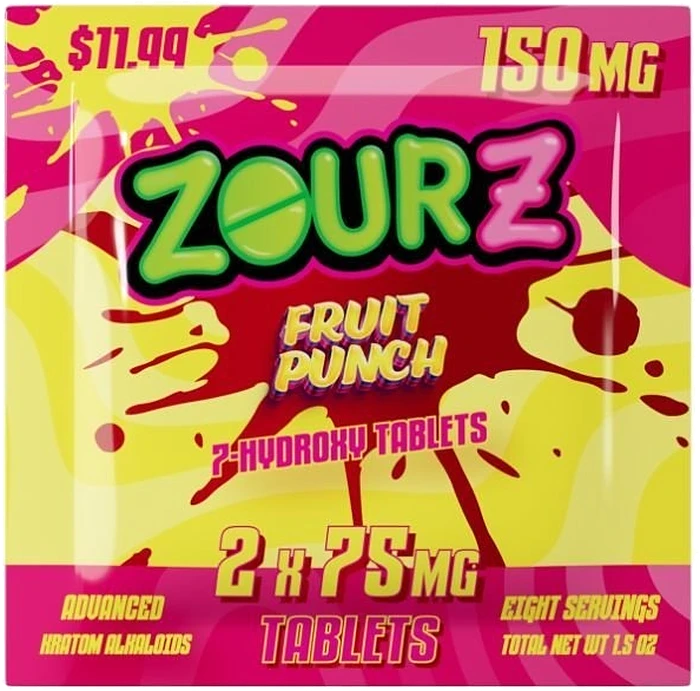 $11.99
150 MG
ZOURZ
FRUIT
PUNCH
7-HYDROXY TABLETS
2 x 75MG
TABLETS
ADVANCED
KRATOM ALKALOIDS
EIGHT SERVINGS
TOTAL NET WT 1.5 OZ